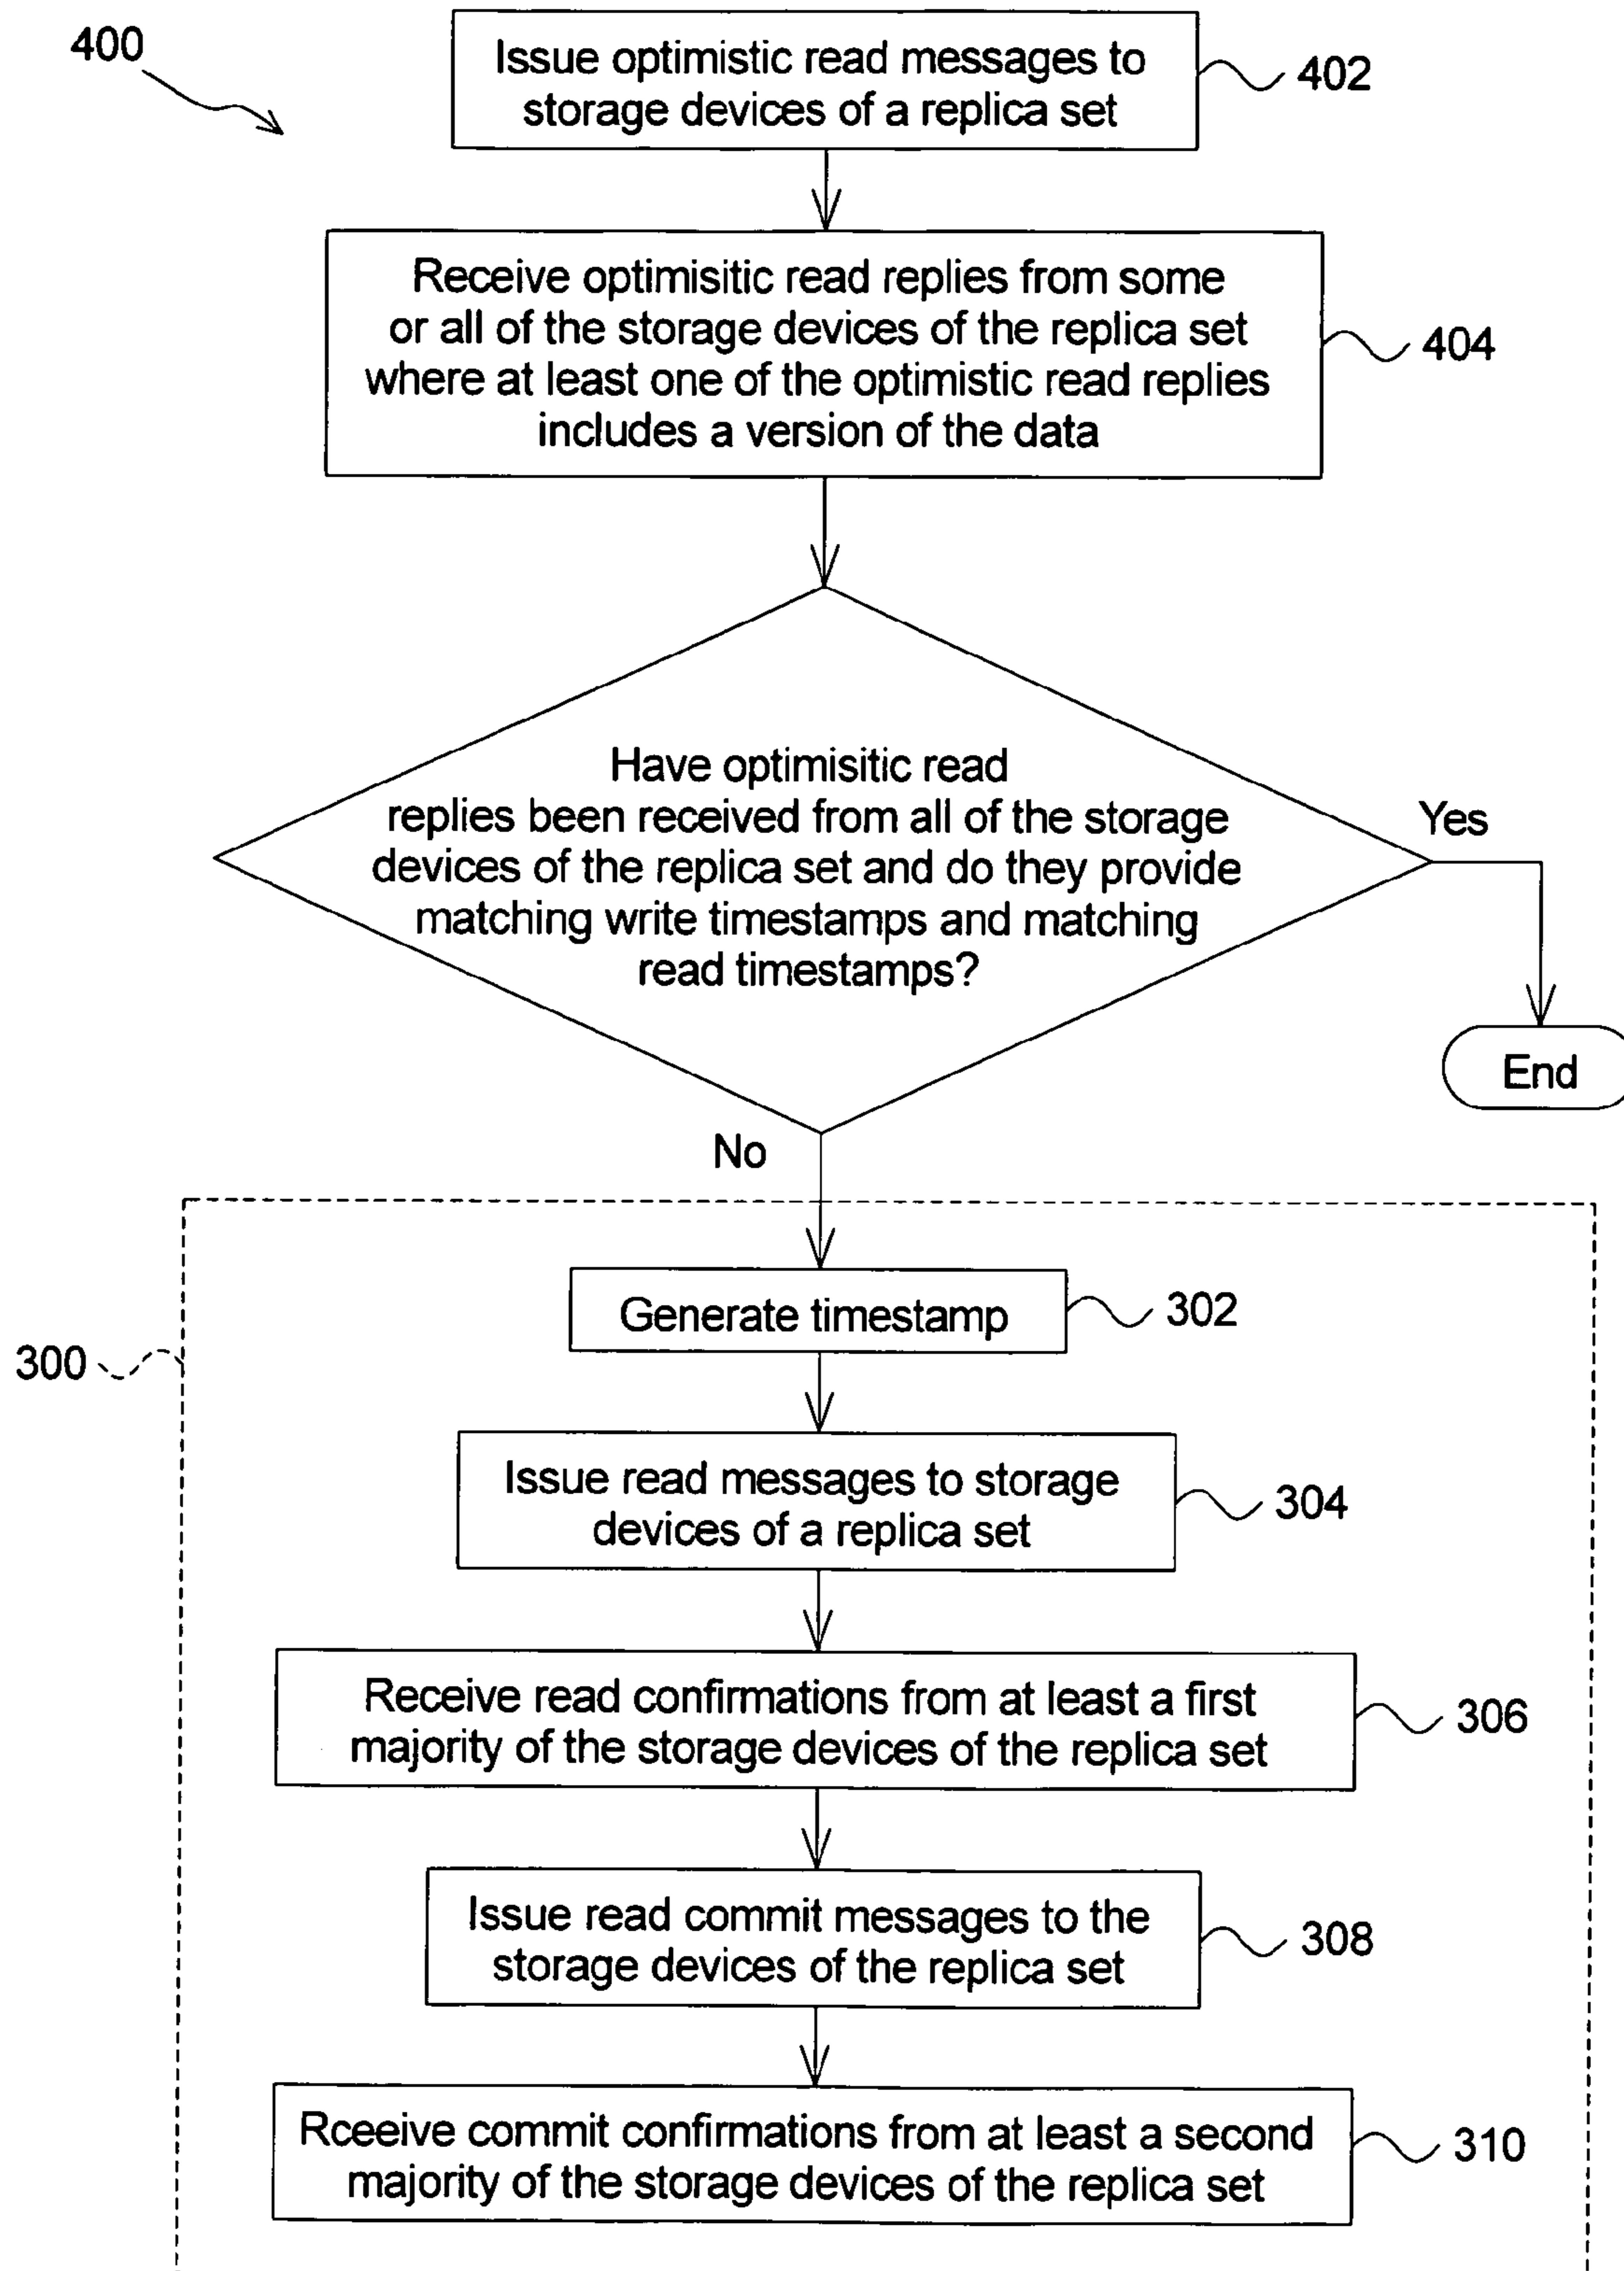 400
Issue optimistic read messages to
storage devices of a replica set
402
Receive optimisitic read replies from some
or all of the storage devices of the replica set
where at least one of the optimistic read replies
includes a version of the data
404
Have optimisitic read
replies been received from all of the storage
devices of the replica set and do they provide
matching write timestamps and matching
read timestamps?
Yes
End
No
300
Generate timestamp
302
Issue read messages to storage
devices of a replica set
304
Receive read confirmations from at least a first
majority of the storage devices of the replica set
306
Issue read commit messages to the
storage devices of the replica set
308
Rceeive commit confirmations from at least a second
majority of the storage devices of the replica set
310